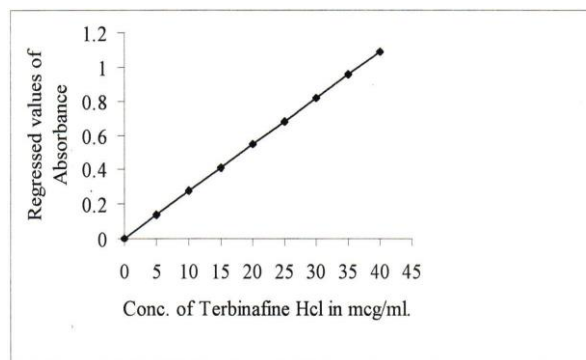 Regressed values of
Absorbance
1.2
1
0.8
0.6
0.4
0.2
0
0 5 10 15 20 25 30 35 40 45
Conc. of Terbinafine Hcl in mcg/ml.